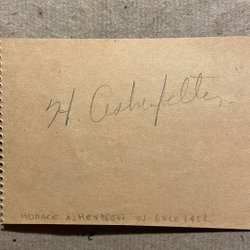 H. Ashenfelter.
HORACE ASHENFELTER US GOLD 1952